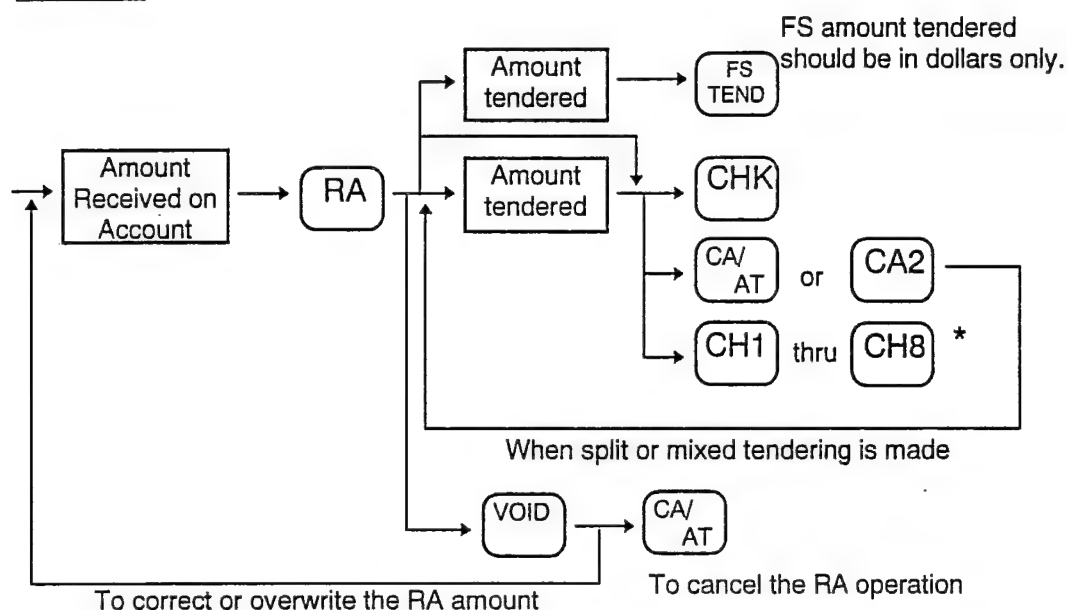 FS amount tendered
should be in dollars only.
Amount
tendered
FS
TEND
Amount
Received on
Account
RA
Amount
tendered
CHK
CA/
AT
or
CA2
CH1
thru
CH8
*
When split or mixed tendering is made
VOID
CA/
AT
To cancel the RA operation
To correct or overwrite the RA amount